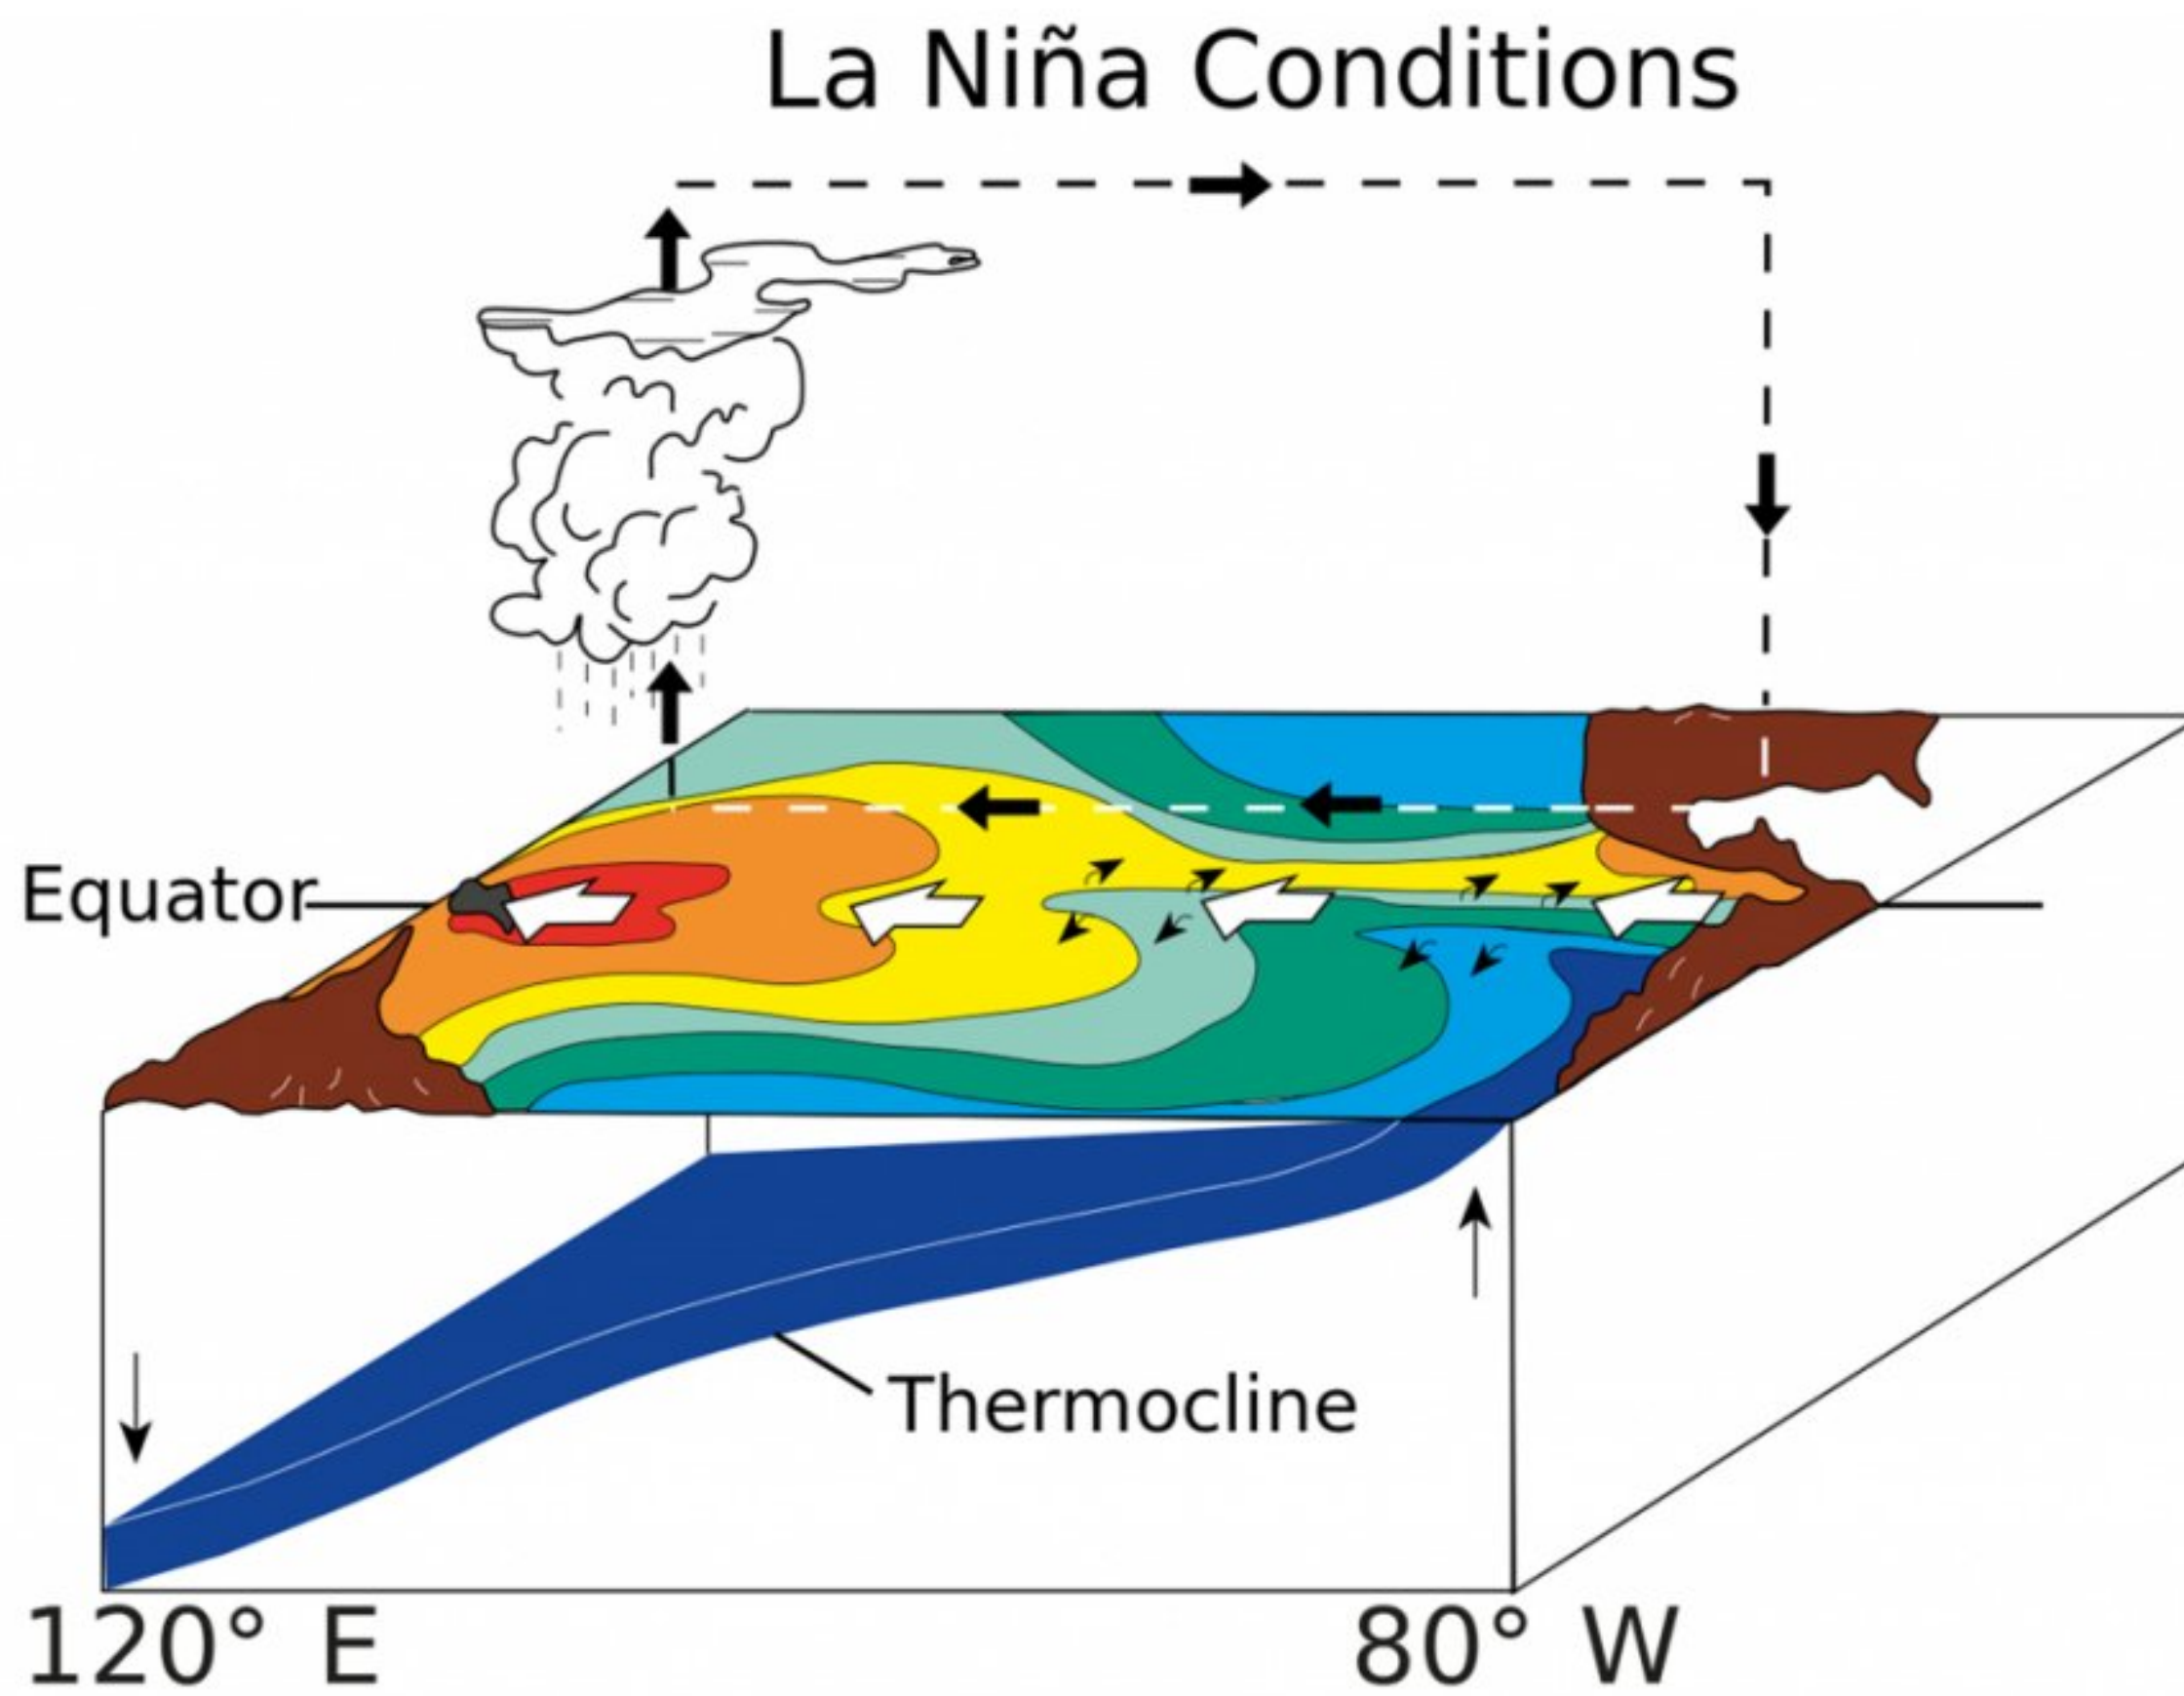 La Niña Conditions
Equator
Thermocline
120° E
80° W